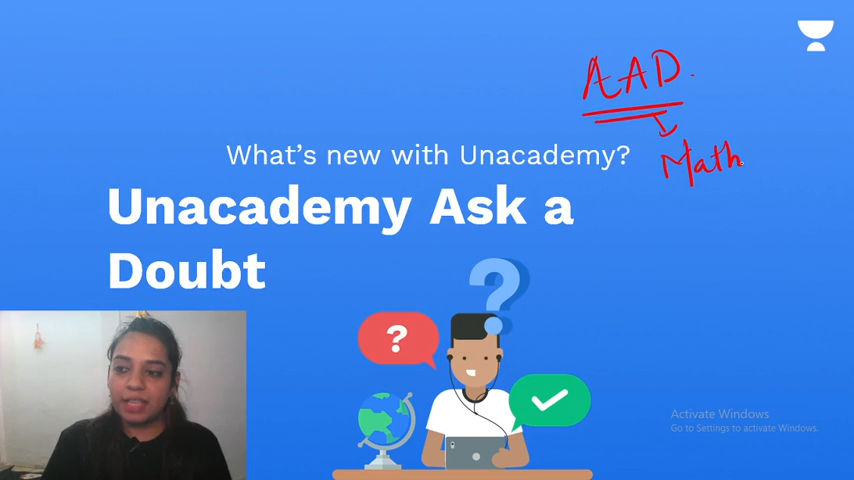 AAD.
What's new with Unacademy?
Math
Unacademy Ask a
Doubt
?
?
Activate Windows
Go to Settings to activate Windows.